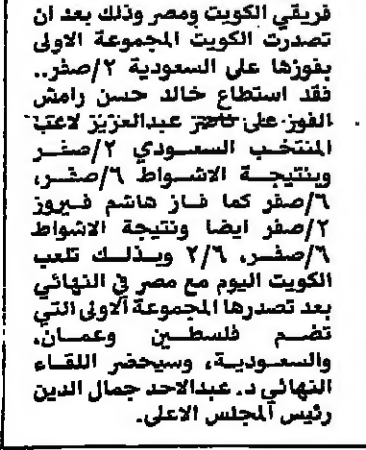 فريقي الكويت ومصر وذلك بعد ان
تصدرت الكويت المجموعة الاولى
بفوزها على السعودية ٢/صفر..
فقد استطاع خالد حسن رامش
الفوز على ناصر عبدالعزيز لاعب
المنتخب السعودي ٢/صفر
وبنتيجة الاشواط ٦/صفر،
٦/صفر كما فاز هاشم فيروز
٢/صفر ايضا ونتيجة الاشواط
٦/صفر، ٢/٦ وبذلك تلعب
الكويت اليوم مع مصر في النهائي
بعد تصدرها المجموعة الاولى التي
تضم فلسطين وعمان،
والسعودية، وسيحضر اللقاء
النهائي د. عبدالاحد جمال الدين
رئيس المجلس الاعلى.